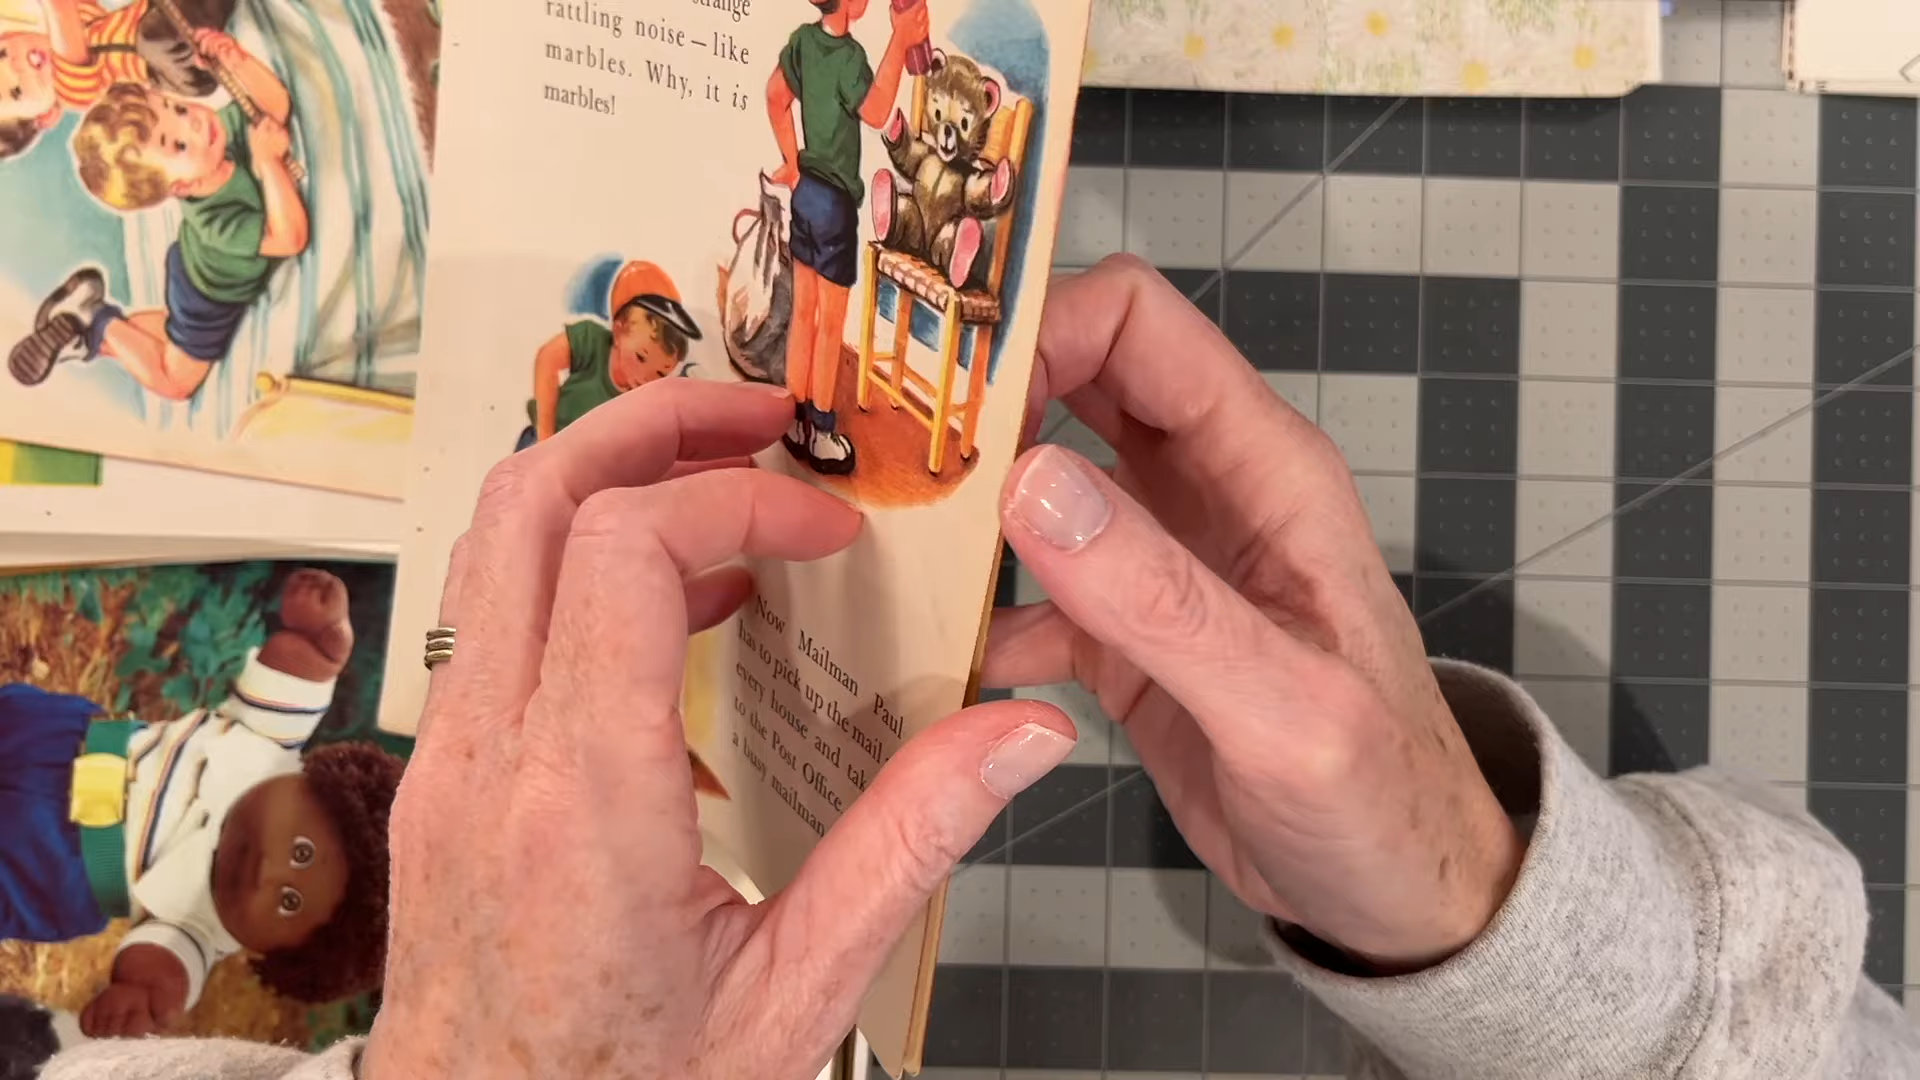 strange
rattling noise – like
marbles. Why, it is
marbles!
Now Mailman Paul
has to pick up the mail
every house and
to the Post Office
a busy mailman